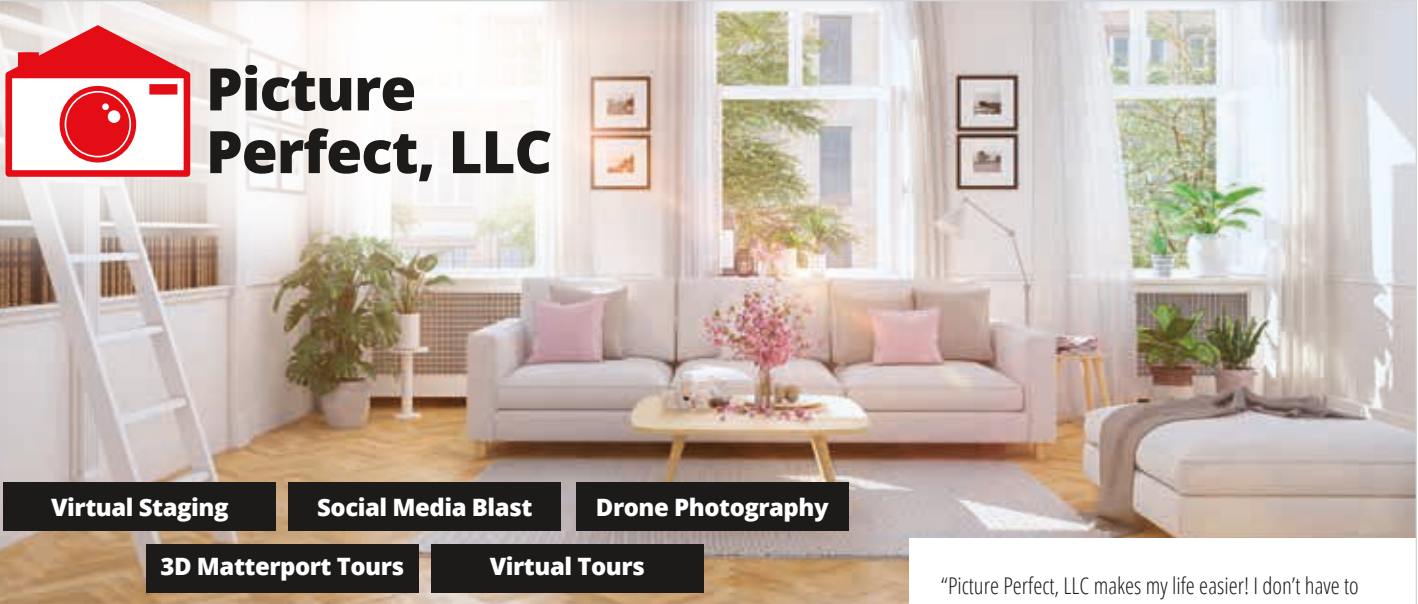 Picture
Perfect, LLC
Virtual Staging
Social Media Blast
Drone Photography
3D Matterport Tours
Virtual Tours
“Picture Perfect, LLC makes my life easier! I don’t have to